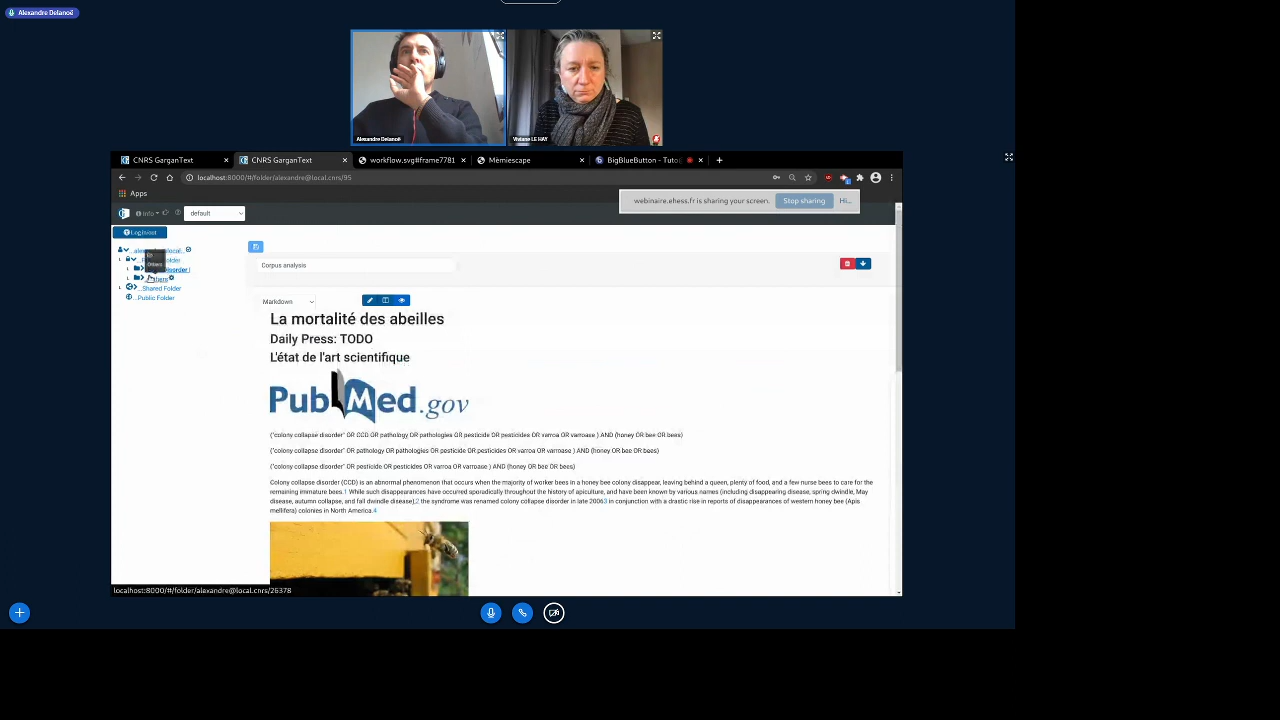 Alexandre Delanoë
Alexandre Delanoë
Viviane LE HAY
CNRS GarganText
CNRS GarganText
workflow.svg#frame7781
Mèmiescape
BigBlueButton - Tuto
localhost:8000/#/folder/alexandre@local.cnrs/95
Apps
webinaire.ehess.fr is sharing your screen.
Stop sharing
Hi...
Info
default
Login/out
Corpus analysis
Others
...Shared Folder
...Public Folder
Markdown
La mortalité des abeilles
Daily Press: TODO
L'état de l'art scientifique
PubMed.gov
("colony collapse disorder" OR CCD OR pathology OR pathologies OR pesticide OR pesticides OR varroa OR varroase ) AND (honey OR bee OR bees)
("colony collapse disorder" OR pathology OR pathologies OR pesticide OR pesticides OR varroa OR varroase ) AND (honey OR bee OR bees)
("colony collapse disorder" OR pesticide OR pesticides OR varroa OR varroase ) AND (honey OR bee OR bees)
Colony collapse disorder (CCD) is an abnormal phenomenon that occurs when the majority of worker bees in a honey bee colony disappear, leaving behind a queen, plenty of food, and a few nurse bees to care for the
remaining immature bees.1 While such disappearances have occurred sporadically throughout the history of apiculture, and have been known by various names (including disappearing disease, spring dwindle, May
disease, autumn collapse, and fall dwindle disease),2 the syndrome was renamed colony collapse disorder in late 20063 in conjunction with a drastic rise in reports of disappearances of western honey bee (Apis
mellifera) colonies in North America.4
localhost:8000/#/folder/alexandre@local.cnrs/26378